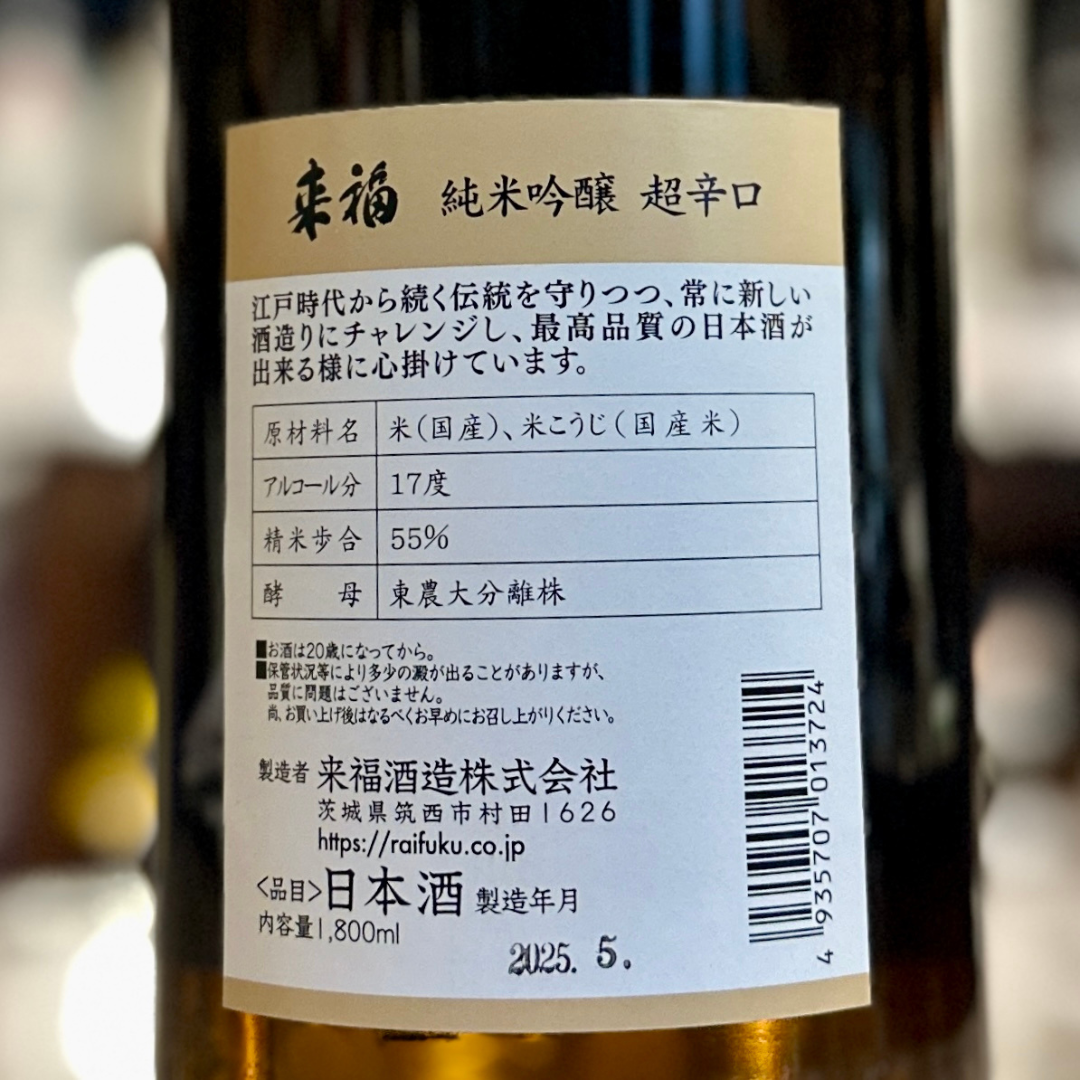 来福 純米吟醸 超辛口
江戸時代から続く伝統を守りつつ、常に新しい
酒造りにチャレンジし、最高品質の日本酒が
出来る様に心掛けています。
原材料名 米(国産)、米こうじ(国産米)
アルコール分 17度
精米歩合 55%
酵母 東農大分離株
■お酒は20歳になってから。
■保管状況等により多少の澱が出ることがありますが、
品質に問題はございません。
尚、お買い上げ後はなるべくお早めにお召し上がりください。
製造者 来福酒造株式会社
茨城県筑西市村田1626
https://raifuku.co.jp
<品目>日本酒 製造年月
内容量1,800ml
2025. 5.
4 935707 013724